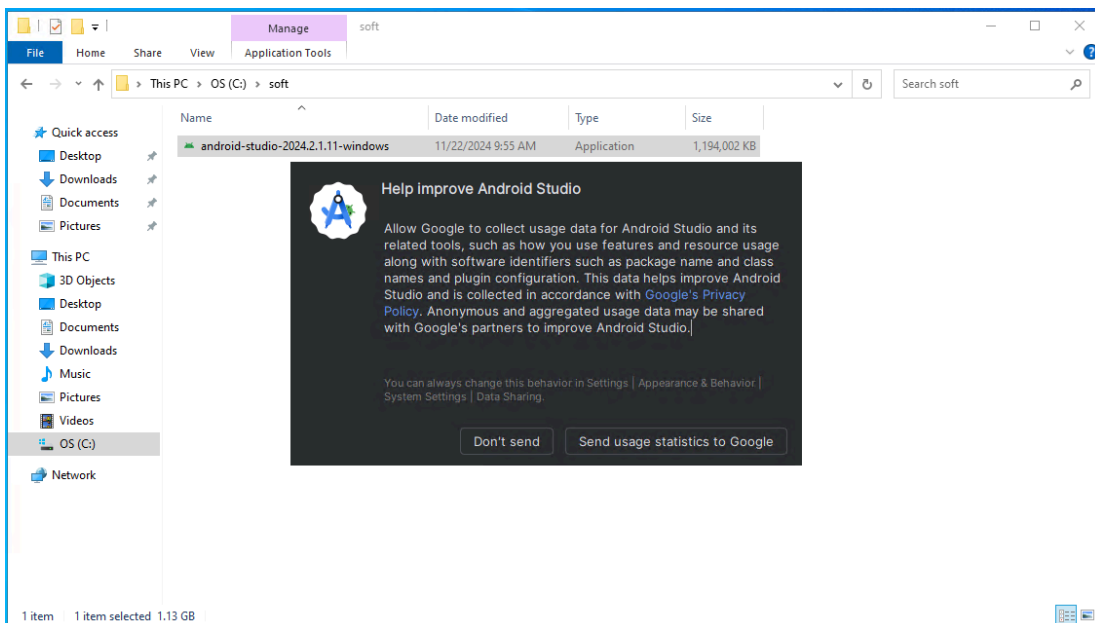 Manage
soft
File
Home
Share
View
Application Tools
This PC > OS (C:) > soft
Search soft
Name
Date modified
Type
Size
Quick access
Desktop
Downloads
Documents
Pictures
This PC
3D Objects
Desktop
Documents
Downloads
Music
Pictures
Videos
OS (C:)
Network
android-studio-2024.2.1.11-windows
11/22/2024 9:55 AM
Application
1,194,002 KB
Help improve Android Studio
Allow Google to collect usage data for Android Studio and its
related tools, such as how you use features and resource usage
along with software identifiers such as package name and class
names and plugin configuration. This data helps improve Android
Studio and is collected in accordance with Google's Privacy
Policy. Anonymous and aggregated usage data may be shared
with Google's partners to improve Android Studio.
You can always change this behavior in Settings | Appearance & Behavior |
System Settings | Data Sharing.
Don't send
Send usage statistics to Google
1 item
1 item selected 1.13 GB